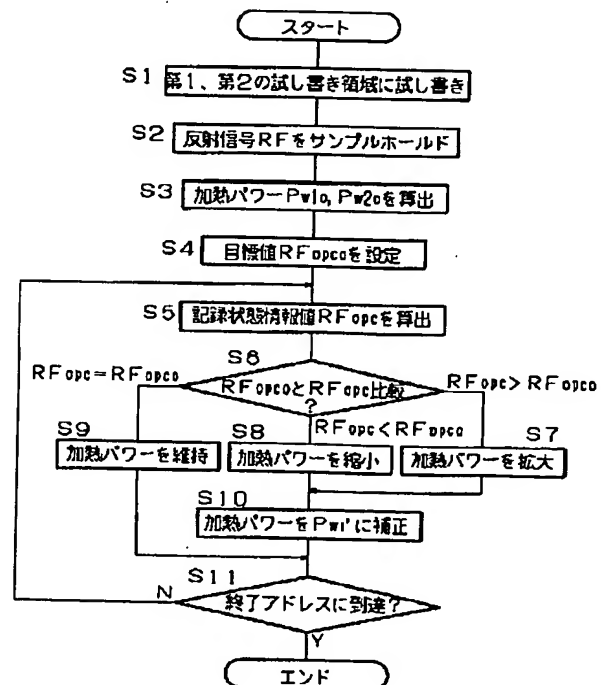 スタート
S1 第1、第2の試し書き領域に試し書き
S2 反射信号RFをサンプルホールド
S3 加熱パワーPw1o, Pw2oを算出
S4 目標値RFopcoを設定
S5 記録状態情報値RFopcを算出
S6
RFopc=RFopco
RFopcoとRFopc比較
?
RFopc>RFopco
RFopc<RFopco
S9
加熱パワーを維持
S8
加熱パワーを縮小
S7
加熱パワーを拡大
S10
加熱パワーをPw1'に補正
S11
N
終了アドレスに到達?
Y
エンド